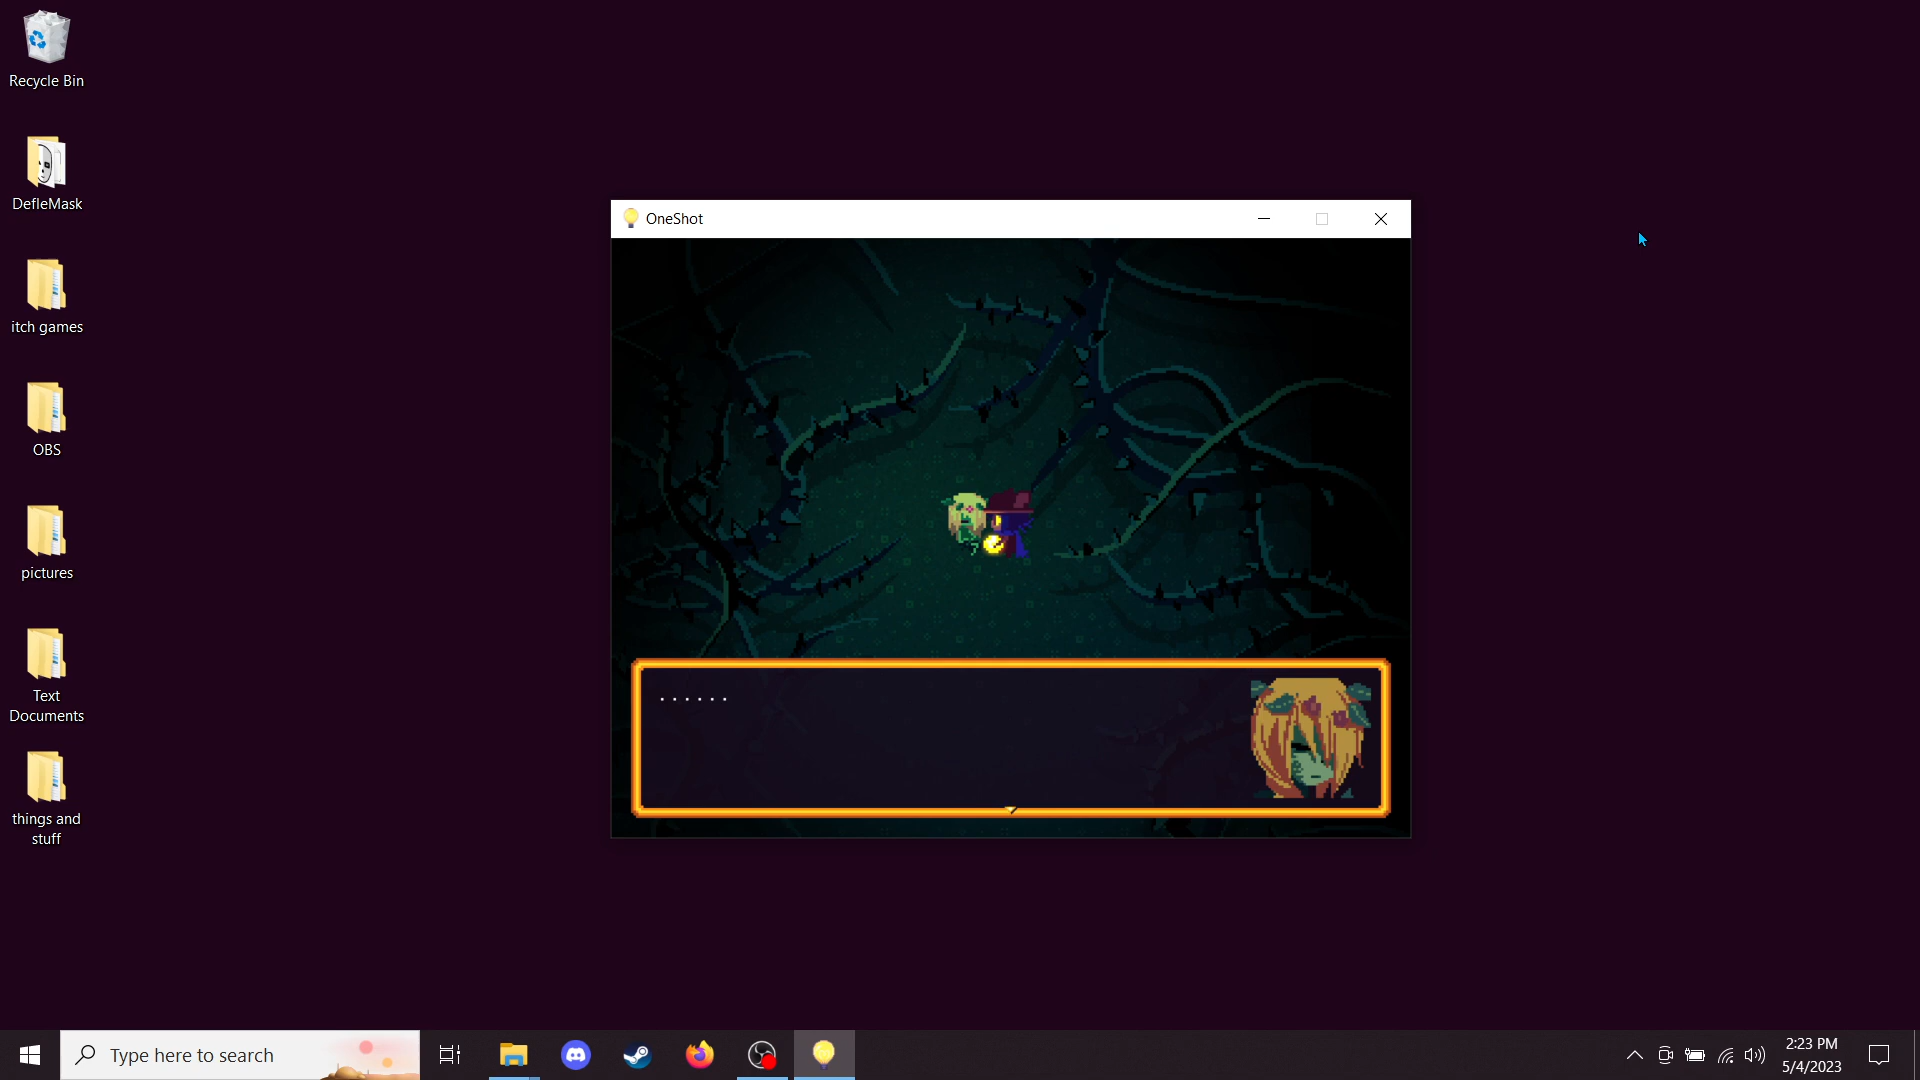 Recycle Bin
DefleMask
itch games
OBS
pictures
Text
Documents
things and
stuff
OneShot
......
Type here to search
2:23 PM
5/4/2023